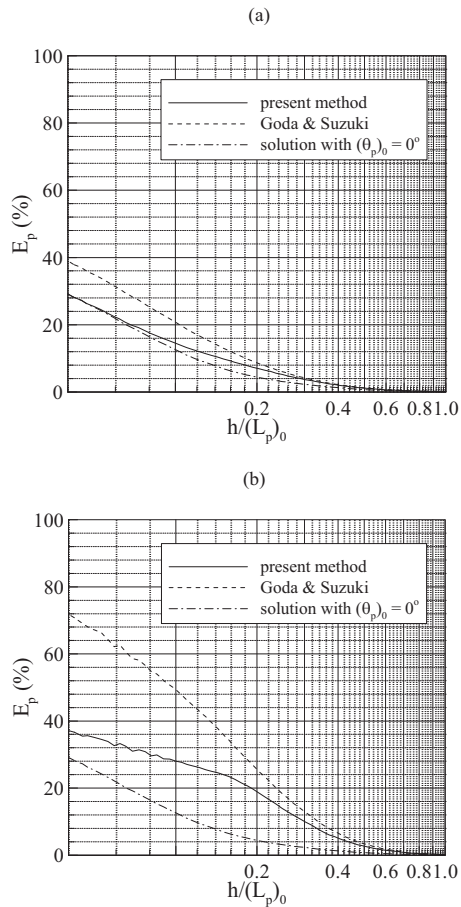 (a)
100
80
60
40
20
0
E_p (%)
present method
Goda & Suzuki
solution with (θ_p)_0 = 0°
0.2
0.4
0.6
0.8
1.0
h/(L_p)_0
(b)
100
80
60
40
20
0
E_p (%)
present method
Goda & Suzuki
solution with (θ_p)_0 = 0°
0.2
0.4
0.6
0.8
1.0
h/(L_p)_0